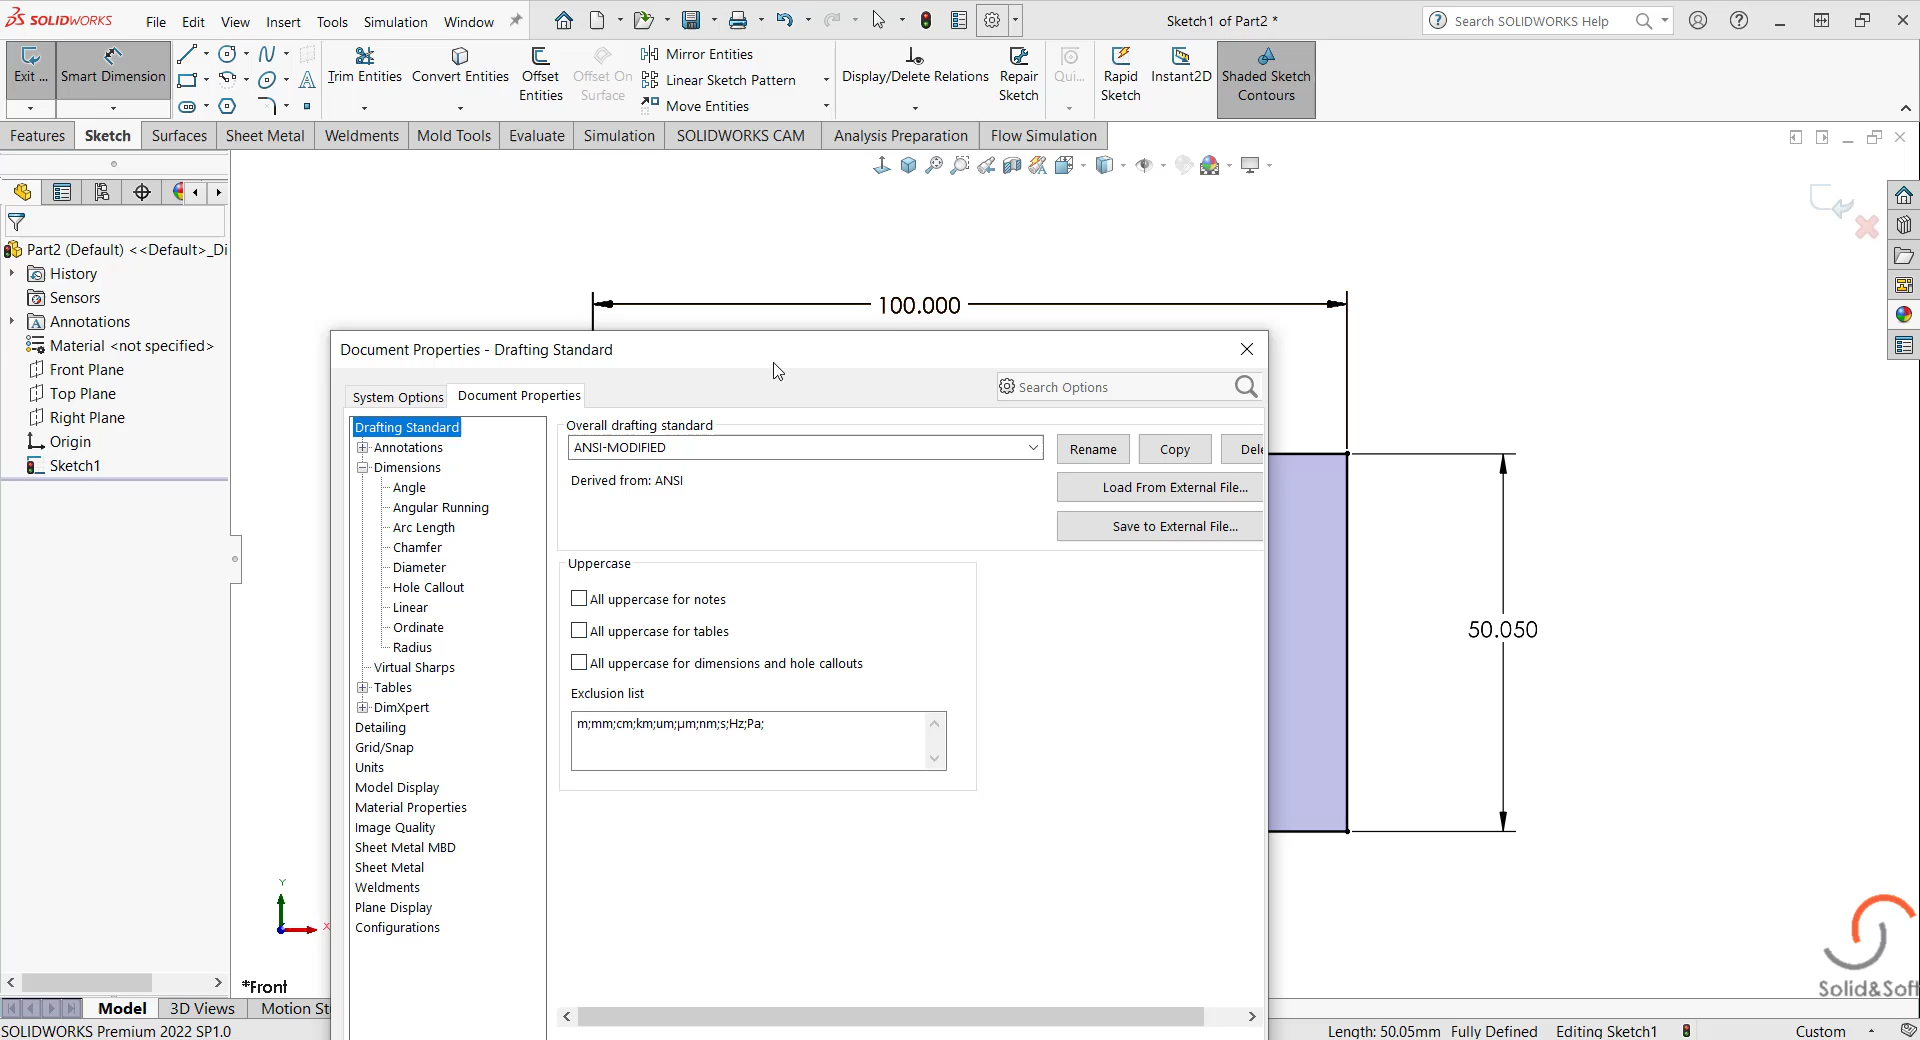 SOLIDWORKS File Edit View Insert Tools Simulation Window
Sketch1 of Part2 *
Search SOLIDWORKS Help
Exit ...
Smart Dimension
Trim Entities
Convert Entities
Offset Entities
Offset On Surface
Mirror Entities
Linear Sketch Pattern
Move Entities
Display/Delete Relations
Repair Sketch
Qui...
Rapid Sketch
Instant2D
Shaded Sketch Contours
Features Sketch Surfaces Sheet Metal Weldments Mold Tools Evaluate Simulation SOLIDWORKS CAM Analysis Preparation Flow Simulation
Part2 (Default) <<Default>_Di
History
Sensors
Annotations
Material <not specified>
Front Plane
Top Plane
Right Plane
Origin
Sketch1
100.000
50.050
Document Properties - Drafting Standard
System Options Document Properties
Search Options
Drafting Standard
Annotations
Dimensions
Angle
Angular Running
Arc Length
Chamfer
Diameter
Hole Callout
Linear
Ordinate
Radius
Virtual Sharps
Tables
DimXpert
Detailing
Grid/Snap
Units
Model Display
Material Properties
Image Quality
Sheet Metal MBD
Sheet Metal
Weldments
Plane Display
Configurations
Overall drafting standard
ANSI-MODIFIED
Rename Copy Dele
Derived from: ANSI
Load From External File...
Save to External File...
Uppercase
All uppercase for notes
All uppercase for tables
All uppercase for dimensions and hole callouts
Exclusion list
m;mm;cm;km;um;µm;nm;s;Hz;Pa;
Y
X
*Front
Solid&Soft
Model 3D Views Motion St
SOLIDWORKS Premium 2022 SP1.0
Length: 50.05mm Fully Defined Editing Sketch1 Custom